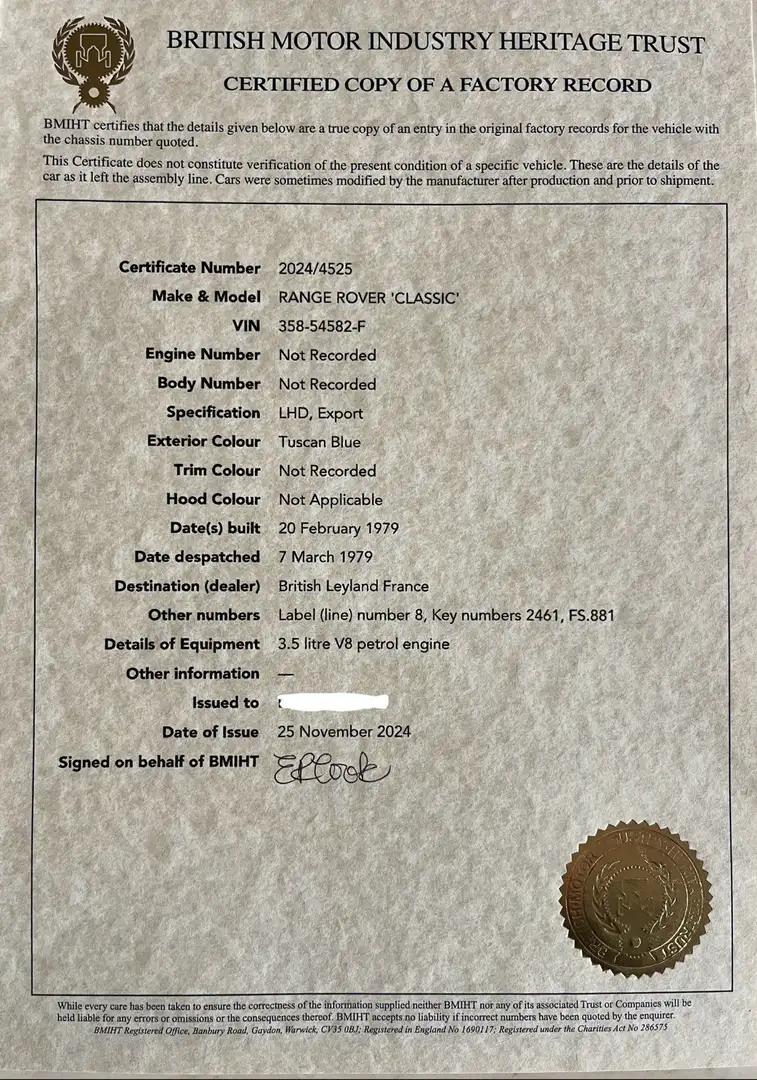 BRITISH MOTOR INDUSTRY HERITAGE TRUST
CERTIFIED COPY OF A FACTORY RECORD
BMIHT certifies that the details given below are a true copy of an entry in the original factory records for the vehicle with
the chassis number quoted.
This Certificate does not constitute verification of the present condition of a specific vehicle. These are the details of the
car as it left the assembly line. Cars were sometimes modified by the manufacturer after production and prior to shipment.
Certificate Number 2024/4525
Make & Model RANGE ROVER 'CLASSIC'
VIN 358-54582-F
Engine Number Not Recorded
Body Number Not Recorded
Specification LHD, Export
Exterior Colour Tuscan Blue
Trim Colour Not Recorded
Hood Colour Not Applicable
Date(s) built 20 February 1979
Date despatched 7 March 1979
Destination (dealer) British Leyland France
Other numbers Label (line) number 8, Key numbers 2461, FS.881
Details of Equipment 3.5 litre V8 petrol engine
Other information —
Issued to
Date of Issue 25 November 2024
Signed on behalf of BMIHT
While every care has been taken to ensure the correctness of the information supplied neither BMIHT nor any of its associated Trust or Companies will be
held liable for any errors or omissions or the consequences thereof. BMIHT accepts no liability if incorrect numbers have been quoted by the enquirer.
BMIHT Registered Office, Banbury Road, Gaydon, Warwick, CV35 0BJ; Registered in England No 1690117; Registered under the Charities Act No 286575